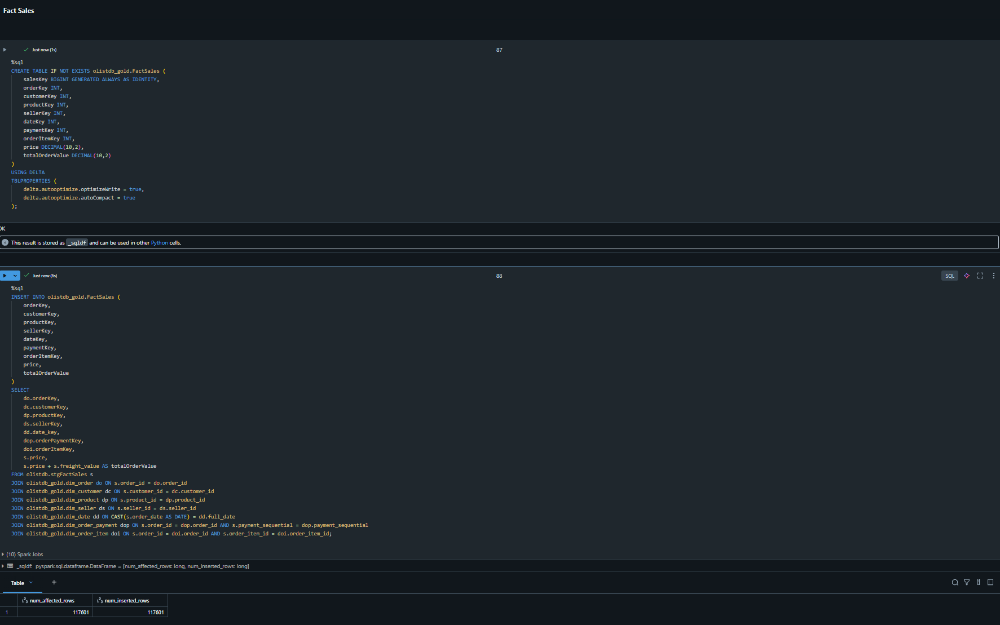 Fact Sales
Just now (1s)
87
%sql
CREATE TABLE IF NOT EXISTS olistdb_gold.FactSales (
salesKey BIGINT GENERATED ALWAYS AS IDENTITY,
orderKey INT,
customerKey INT,
productKey INT,
sellerKey INT,
dateKey INT,
paymentKey INT,
orderItemKey INT,
price DECIMAL(10,2),
totalOrderValue DECIMAL(10,2)
)
USING DELTA
TBLPROPERTIES (
delta.autooptimize.optimizeWrite = true,
delta.autooptimize.autoCompact = true
);
OK
This result is stored as _sqldf and can be used in other Python cells.
Just now (6s)
88
SQL
%sql
INSERT INTO olistdb_gold.FactSales (
orderKey,
customerKey,
productKey,
sellerKey,
dateKey,
paymentKey,
orderItemKey,
price,
totalOrderValue
)
SELECT
do.orderKey,
dc.customerKey,
dp.productKey,
ds.sellerKey,
dd.date_key,
dop.orderPaymentKey,
doi.orderItemKey,
s.price,
s.price + s.freight_value AS totalOrderValue
FROM olistdb.stgFactSales s
JOIN olistdb_gold.dim_order do ON s.order_id = do.order_id
JOIN olistdb_gold.dim_customer dc ON s.customer_id = dc.customer_id
JOIN olistdb_gold.dim_product dp ON s.product_id = dp.product_id
JOIN olistdb_gold.dim_seller ds ON s.seller_id = ds.seller_id
JOIN olistdb_gold.dim_date dd ON CAST(s.order_date AS DATE) = dd.full_date
JOIN olistdb_gold.dim_order_payment dop ON s.order_id = dop.order_id AND s.payment_sequential = dop.payment_sequential
JOIN olistdb_gold.dim_order_item doi ON s.order_id = doi.order_id AND s.order_item_id = doi.order_item_id;
(10) Spark Jobs
_sqldf: pyspark.sql.dataframe.DataFrame = [num_affected_rows: long, num_inserted_rows: long]
Table +
num_affected_rows num_inserted_rows
1 117601 117601